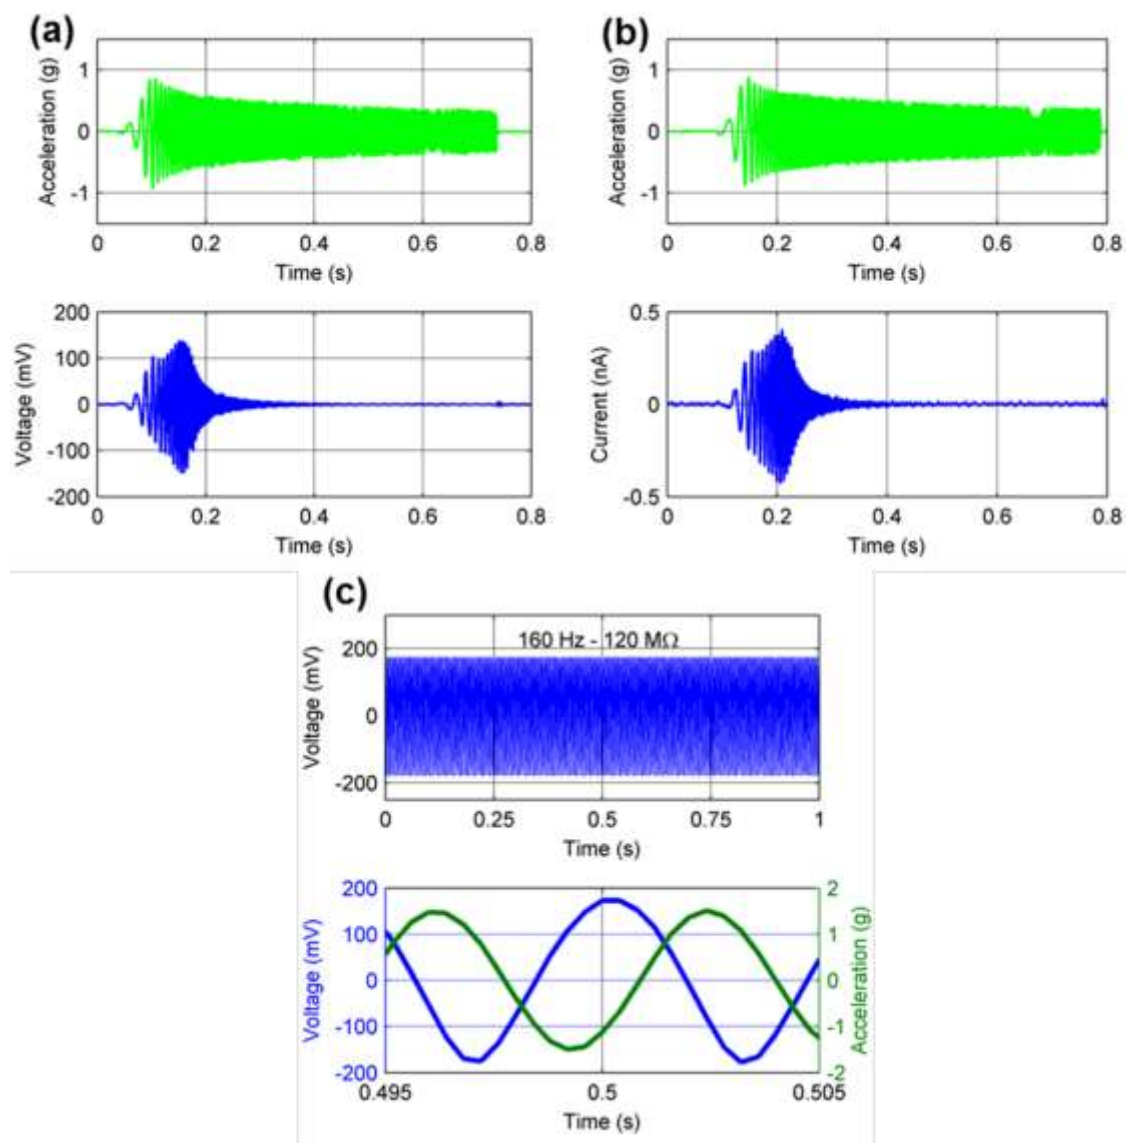 (a)
Acceleration (g)
1
0
-1
0 0.2 0.4 0.6 0.8
Time (s)
Voltage (mV)
200
100
0
-100
-200
0 0.2 0.4 0.6 0.8
Time (s)
(b)
Acceleration (g)
1
0
-1
0 0.2 0.4 0.6 0.8
Time (s)
Current (nA)
0.5
0
-0.5
0 0.2 0.4 0.6 0.8
Time (s)
(c)
160 Hz - 120 MΩ
Voltage (mV)
200
0
-200
0 0.25 0.5 0.75 1
Time (s)
Voltage (mV)
200
100
0
-100
200
Acceleration (g)
2
1
0
-1
-2
0.495 0.5 0.505
Time (s)